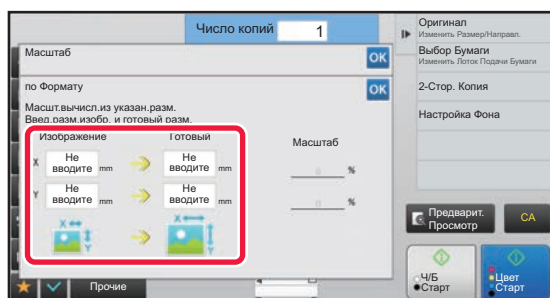 Число копий 1
Масштаб
OK
по Формату
OK
Масшт.вычисл.из указан.разм.
Введ.разм.изобр. и готовый разм.
Изображение Готовый
Масштаб
X Не вводите mm Не вводите mm 0 %
Y Не вводите mm Не вводите mm 0 %
X Y X Y
Прочие
Оригинал
Изменить Размер/Направл.
Выбор Бумаги
Изменить Лоток Подачи Бумаги
2-Стор. Копия
Настройка Фона
Предварит.
Просмотр
CA
Ч/Б
Старт
Цвет
Старт